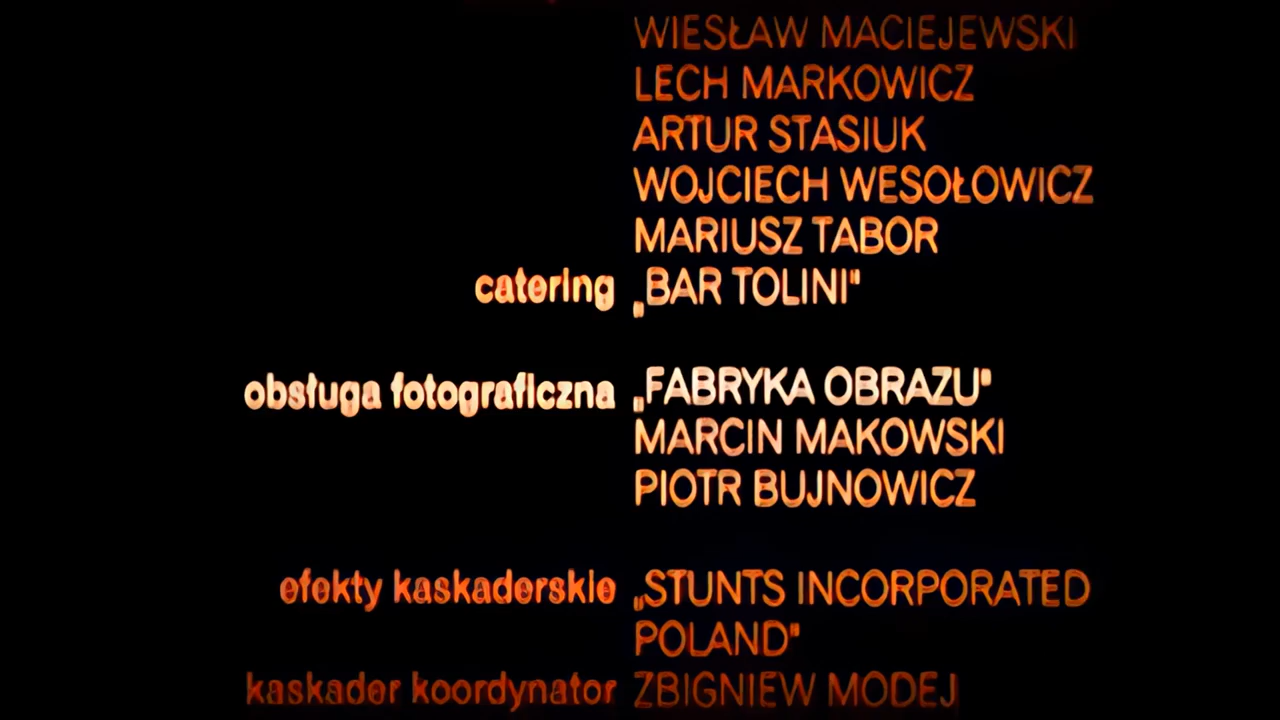 WIESŁAW MACIEJEWSKI
LECH MARKOWICZ
ARTUR STASIUK
WOJCIECH WESOŁOWICZ
MARIUSZ TABOR
catering „BAR TOLINI"
obsługa fotograficzna „FABRYKA OBRAZU"
MARCIN MAKOWSKI
PIOTR BUJNOWICZ
efekty kaskaderskie „STUNTS INCORPORATED
POLAND"
kaskader koordynator ZBIGNIEW MODEJ